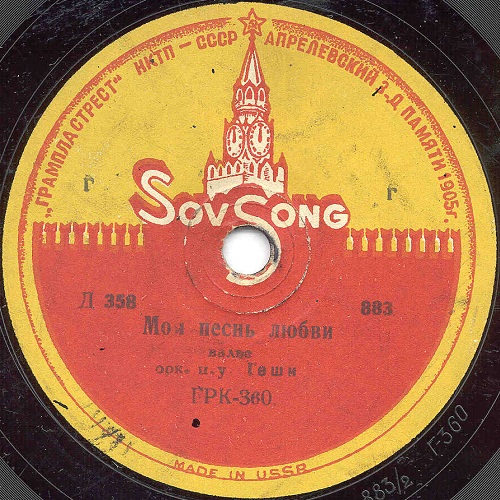 „ГРАМПЛАСТРЕСТ“ НКТП – СССР АПРЕЛЕВСКИЙ З-Д ПАМЯТИ 1905г.
Г Г
SOVSONG
Л 358 883
Моя песнь любви
вальс
орк. п.у Геши
ГРК-360
MADE IN USSR
883/2 Г-360